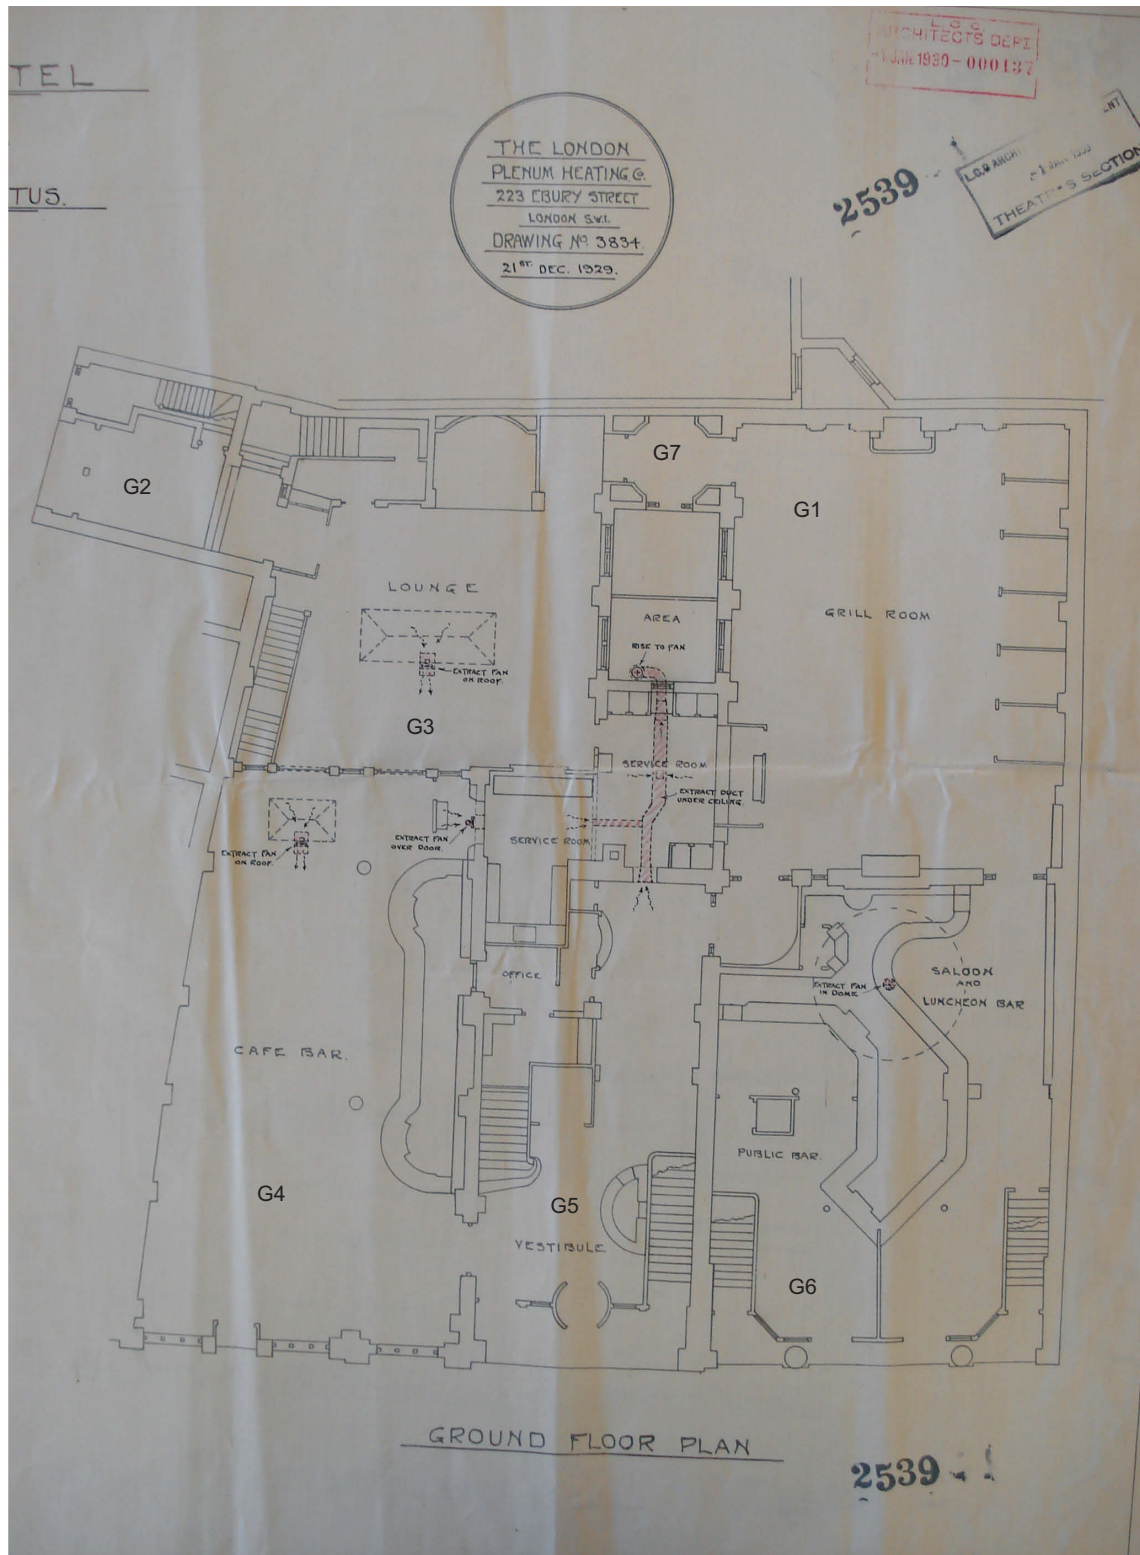 TEL
TUS.
L.C.C.
ARCHITECTS DEPT
JAN 1930 - 000137
THE LONDON
PLENUM HEATING Co.
223 EBURY STREET
LONDON S.W.1.
DRAWING No. 3834.
21ST. DEC. 1929.
2539
L.C.C. ARCH
THEATRES SECTION
G2
G7
G1
LOUNGE
EXTRACT FAN
ON ROOF.
G3
AREA
RISE TO FAN
GRILL ROOM
SERVICE ROOM
EXTRACT DUCT
UNDER CEILING.
SERVICE ROOM
EXTRACT FAN
OVER DOOR.
EXTRACT FAN
ON ROOF.
OFFICE
EXTRACT FAN
IN DOME.
SALOON
AND
LUNCHEON BAR
CAFE BAR.
PUBLIC BAR.
G4
G5
VESTIBULE
G6
GROUND FLOOR PLAN
2539